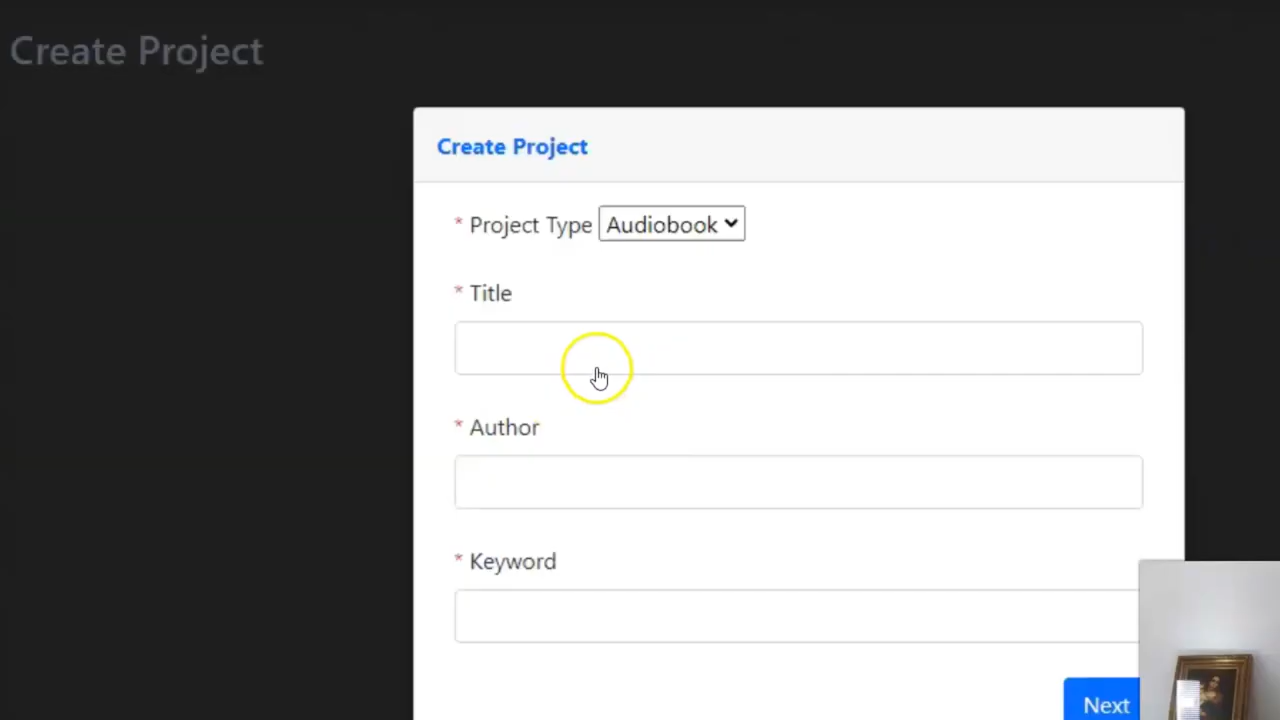 Create Project
Create Project
* Project Type Audiobook
* Title
* Author
* Keyword
Next